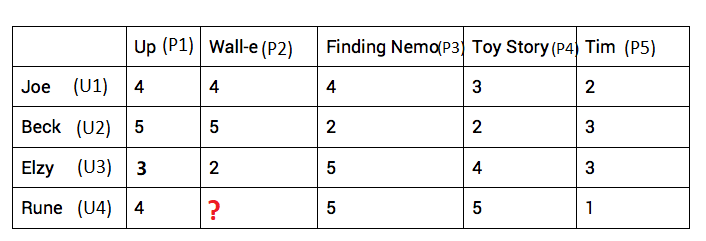 Up (P1) Wall-e (P2) Finding Nemo(P3) Toy Story (P4) Tim (P5)
Joe (U1) 4 4 4 3 2
Beck (U2) 5 5 2 2 3
Elzy (U3) 3 2 5 4 3
Rune (U4) 4 ? 5 5 1